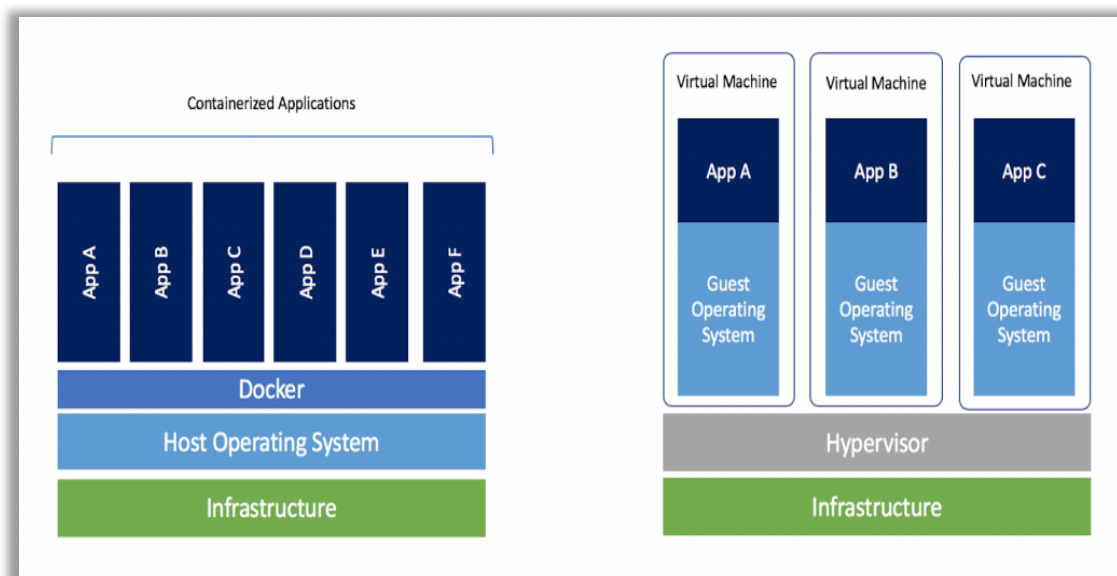 Containerized Applications
App A
App B
App C
App D
App E
App F
Docker
Host Operating System
Infrastructure
Virtual Machine
App A
Guest
Operating
System
Virtual Machine
App B
Guest
Operating
System
Virtual Machine
App C
Guest
Operating
System
Hypervisor
Infrastructure